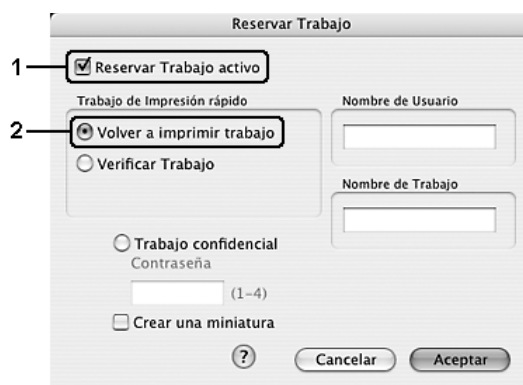 Reservar Trabajo
1
Reservar Trabajo activo
Trabajo de Impresión rápido
Nombre de Usuario
2
Volver a imprimir trabajo
Verificar Trabajo
Nombre de Trabajo
Trabajo confidencial
Contraseña
(1-4)
Crear una miniatura
? Cancelar Aceptar